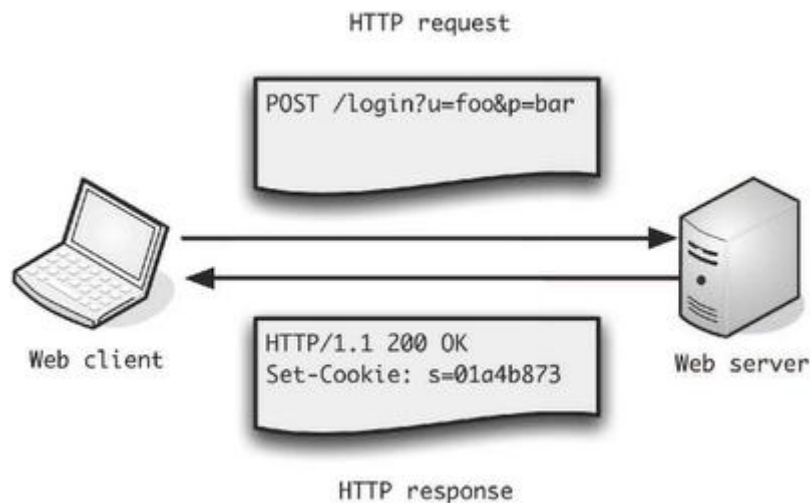 HTTP request
POST /login?u=foo&p=bar
Web client
Web server
HTTP/1.1 200 OK
Set-Cookie: s=01a4b873
HTTP response